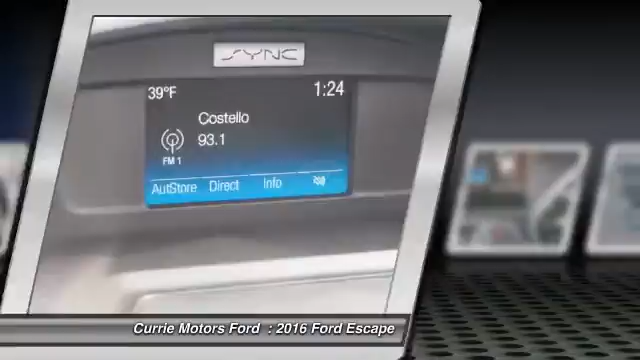 SYNC
39°F 1:24
Costello
93.1
FM 1
AutStore Direct Info
Currie Motors Ford : 2016 Ford Escape